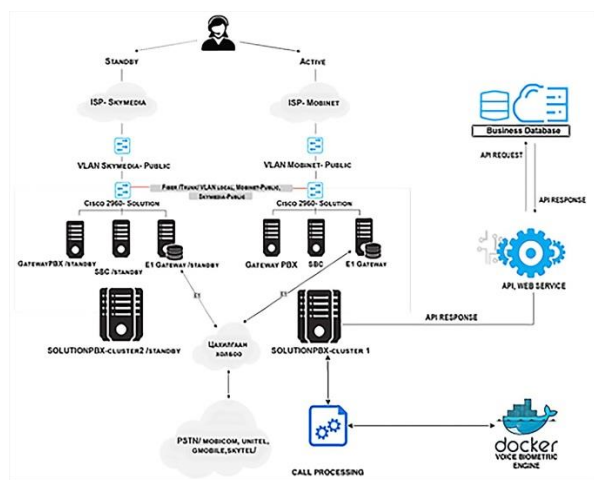 STANDBY
ACTIVE
ISP- SKYMEDIA
ISP- MOBINET
Business Database
VLAN SKYMEDIA- PUBLIC
VLAN MOBINET-PUBLIC
API REQUEST
API RESPONSE
Fiber /Trunk/ VLAN local, Mobinet-Public,
Skymedia-Public
CISCO 2960- SOLUTION
CISCO 2960- SOLUTION
GATEWAYPBX /STANDBY
SBC /STANDBY
E1 GATEWAY /STANDBY
GATEWAY PBX
SBC
E1 GATEWAY
API, WEB SERVICE
E1
E1
API RESPONSE
SOLUTIONPBX-CLUSTER2 /STANDBY
ЦАХИЛГААН
ХОЛБОО
SOLUTIONPBX-CLUSTER 1
PSTN/ MOBICOM, UNITEL,
GMOBILE,SKYTEL/
CALL PROCESSING
docker
VOICE BIOMETRIC
ENGINE